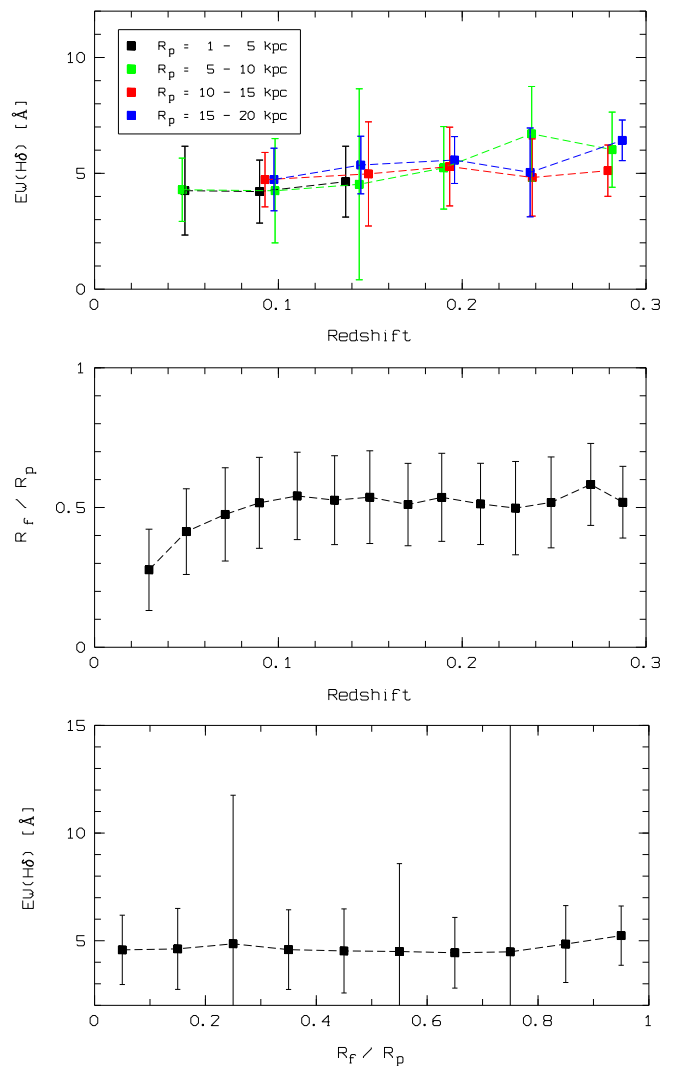 R_p = 1 - 5 kpc
R_p = 5 - 10 kpc
R_p = 10 - 15 kpc
R_p = 15 - 20 kpc
EW(Hδ) [Å]
10
5
0
0 0.1 0.2 0.3
Redshift
R_f / R_p
1
0.5
0
0 0.1 0.2 0.3
Redshift
EW(Hδ) [Å]
15
10
5
0 0.2 0.4 0.6 0.8 1
R_f / R_p